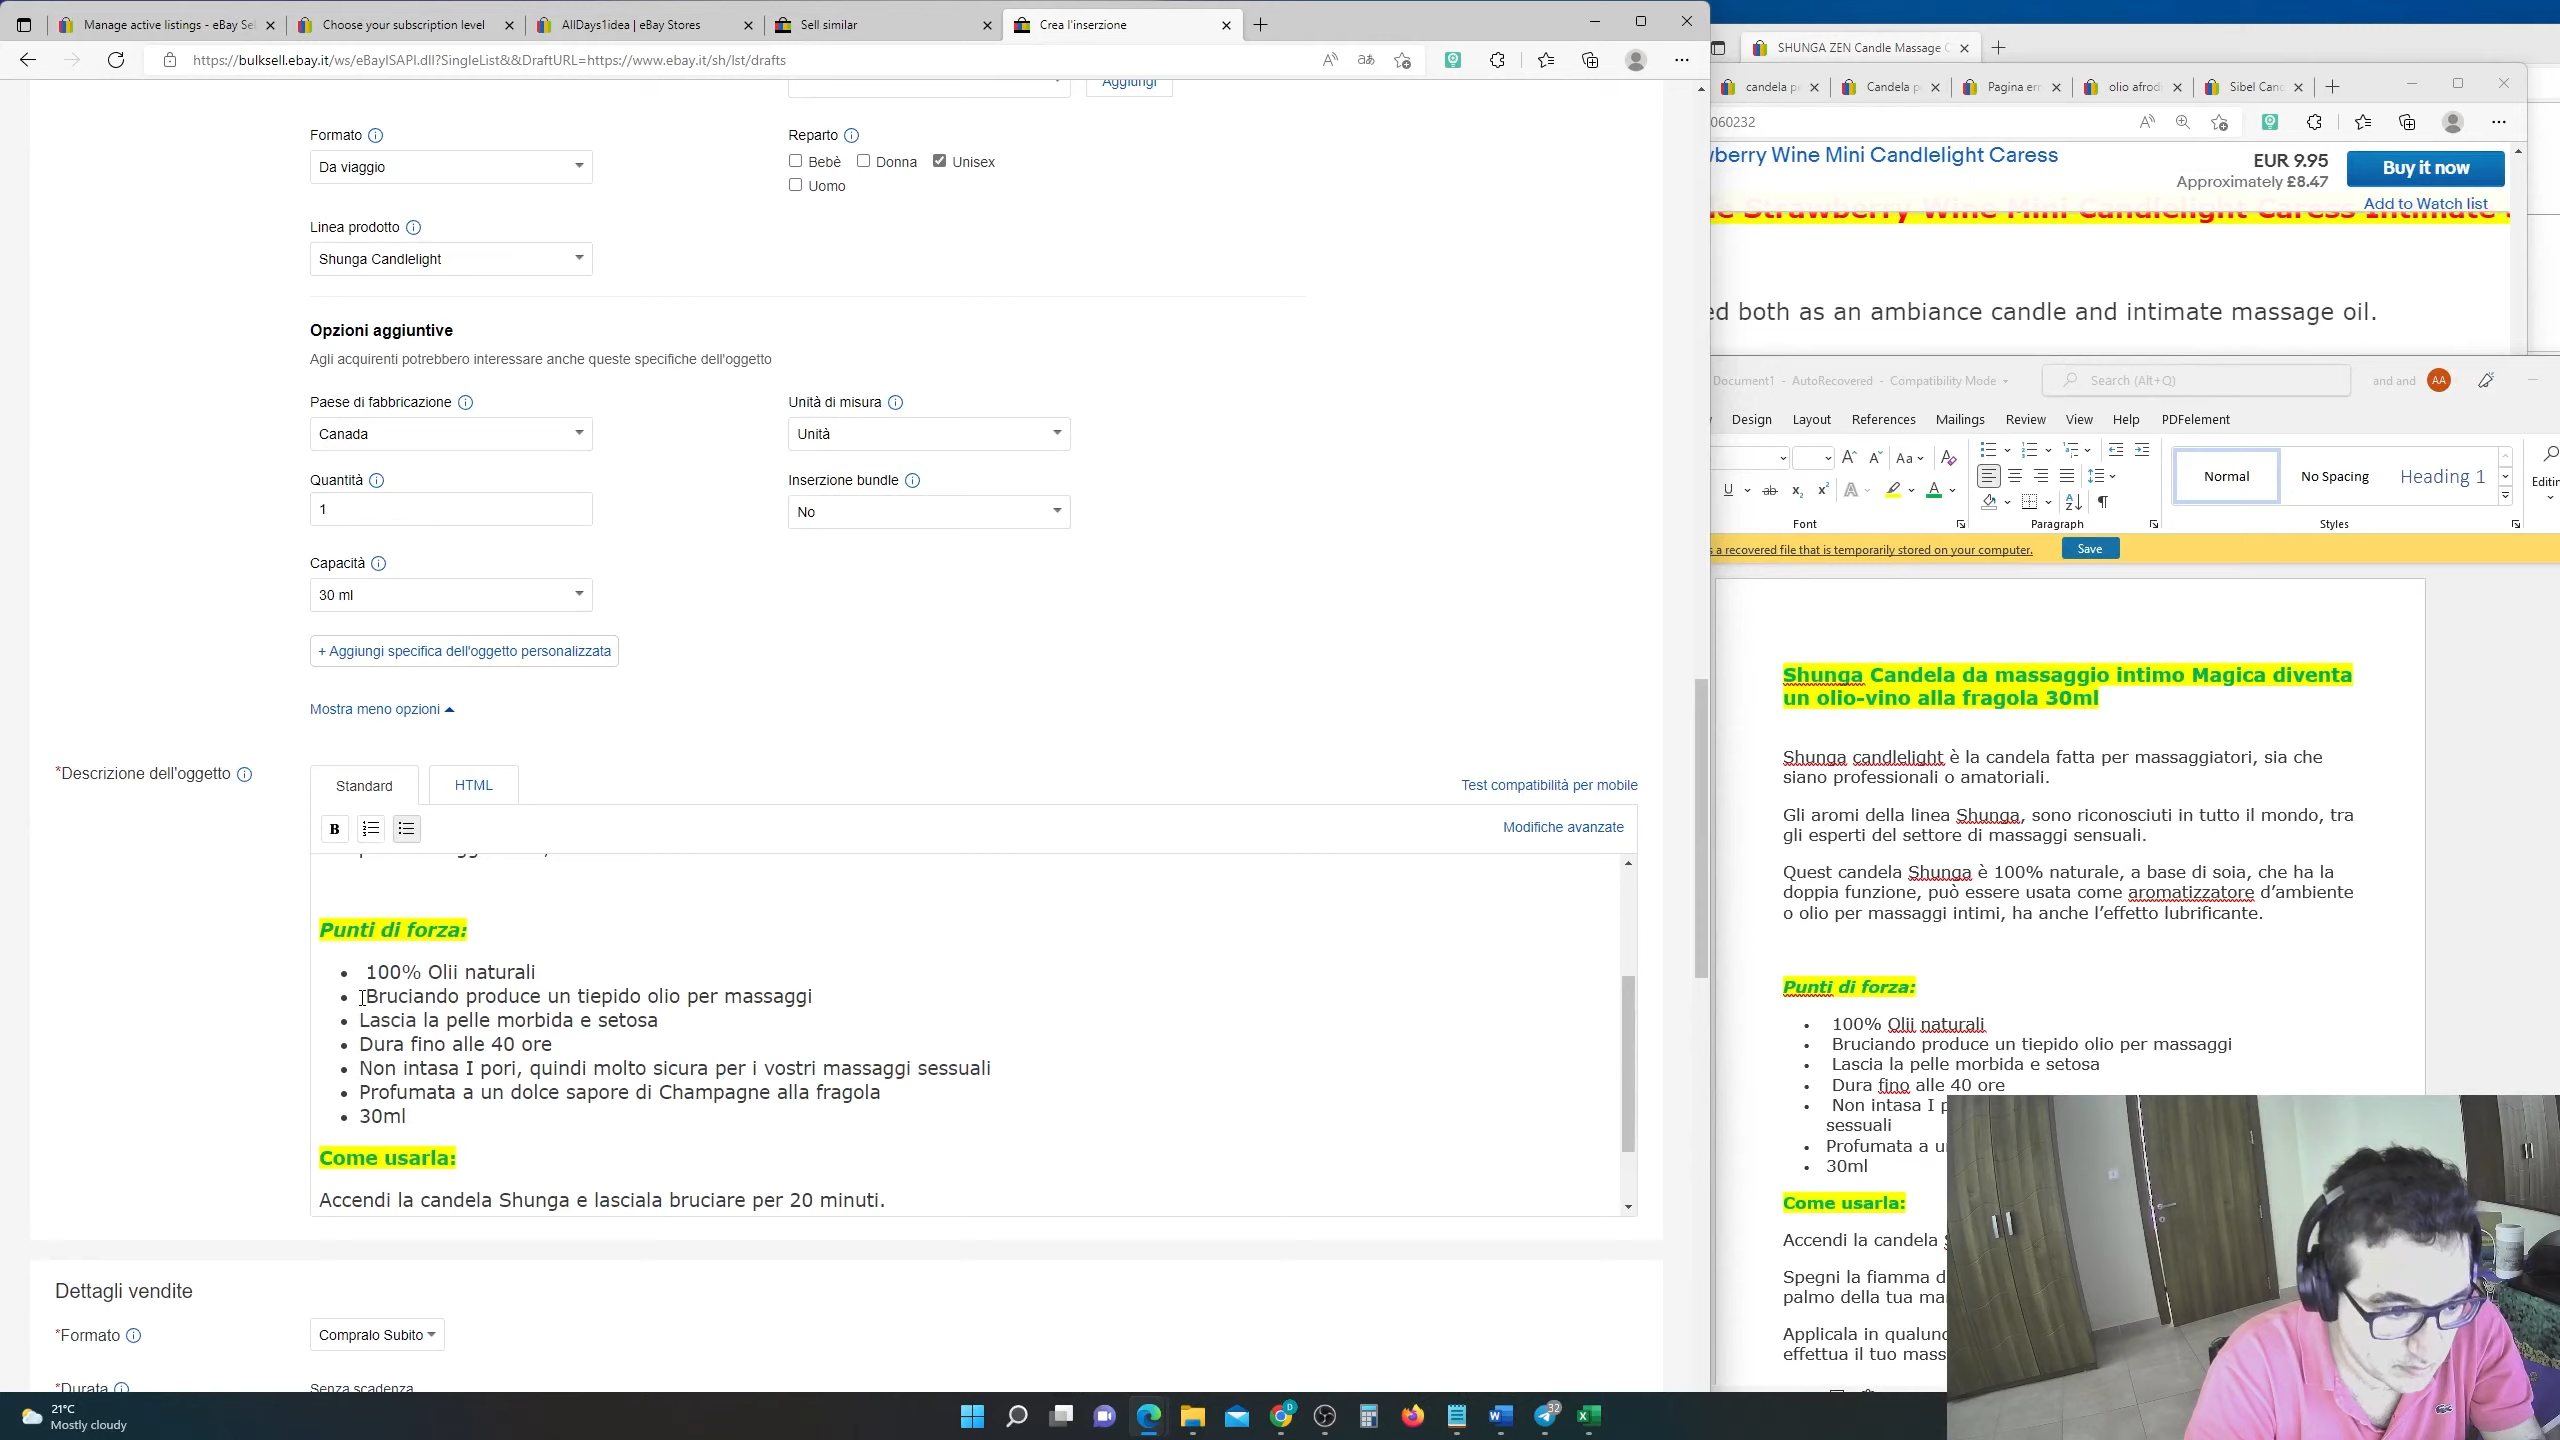 Manage active listings - eBay Sel
Choose your subscription level
AllDays1idea | eBay Stores
Sell similar
Crea l'inserzione
https://bulksell.ebay.it/ws/eBayISAPI.dll?SingleList&&DraftURL=https://www.ebay.it/sh/lst/drafts
Aggiungi
Formato
Da viaggio
Reparto
Bebè
Donna
Unisex
Uomo
Linea prodotto
Shunga Candlelight
Opzioni aggiuntive
Agli acquirenti potrebbero interessare anche queste specifiche dell'oggetto
Paese di fabbricazione
Canada
Unità di misura
Unità
Quantità
1
Inserzione bundle
No
Capacità
30 ml
+ Aggiungi specifica dell'oggetto personalizzata
Mostra meno opzioni
*Descrizione dell'oggetto
Standard
HTML
Test compatibilità per mobile
B
Modifiche avanzate
Punti di forza:
• 100% Olii naturali
• Bruciando produce un tiepido olio per massaggi
• Lascia la pelle morbida e setosa
• Dura fino alle 40 ore
• Non intasa I pori, quindi molto sicura per i vostri massaggi sessuali
• Profumata a un dolce sapore di Champagne alla fragola
• 30ml
Come usarla:
Accendi la candela Shunga e lasciala bruciare per 20 minuti.
Dettagli vendite
*Formato
Compralo Subito
*Durata
Senza scadenza
SHUNGA ZEN Candle Massage C
candela p
Candela p
Pagina err
olio afrod
Sibel Canc
060232
berry Wine Mini Candlelight Caress
EUR 9.95
Approximately £8.47
Buy it now
Add to Watch list
e Strawberry Wine Mini Candlelight Caress Intimate
ed both as an ambiance candle and intimate massage oil.
Document1 - AutoRecovered - Compatibility Mode
Search (Alt+Q)
and and
AA
Design
Layout
References
Mailings
Review
View
Help
PDFelement
Normal
No Spacing
Heading 1
Editin
Font
Paragraph
Styles
s a recovered file that is temporarily stored on your computer.
Save
Shunga Candela da massaggio intimo Magica diventa
un olio-vino alla fragola 30ml
Shunga candlelight è la candela fatta per massaggiatori, sia che
siano professionali o amatoriali.
Gli aromi della linea Shunga, sono riconosciuti in tutto il mondo, tra
gli esperti del settore di massaggi sensuali.
Quest candela Shunga è 100% naturale, a base di soia, che ha la
doppia funzione, può essere usata come aromatizzatore d'ambiente
o olio per massaggi intimi, ha anche l'effetto lubrificante.
Punti di forza:
• 100% Olii naturali
• Bruciando produce un tiepido olio per massaggi
• Lascia la pelle morbida e setosa
• Dura fino alle 40 ore
• Non intasa I p
sessuali
• Profumata a u
• 30ml
Come usarla:
Accendi la candela
Spegni la fiamma d
palmo della tua ma
Applicala in qualunq
effettua il tuo mass
21°C
Mostly cloudy
32